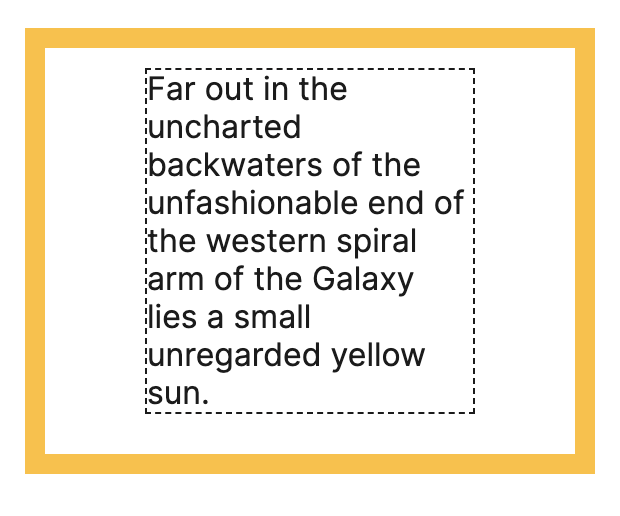 Far out in the
uncharted
backwaters of the
unfashionable end of
the western spiral
arm of the Galaxy
lies a small
unregarded yellow
sun.